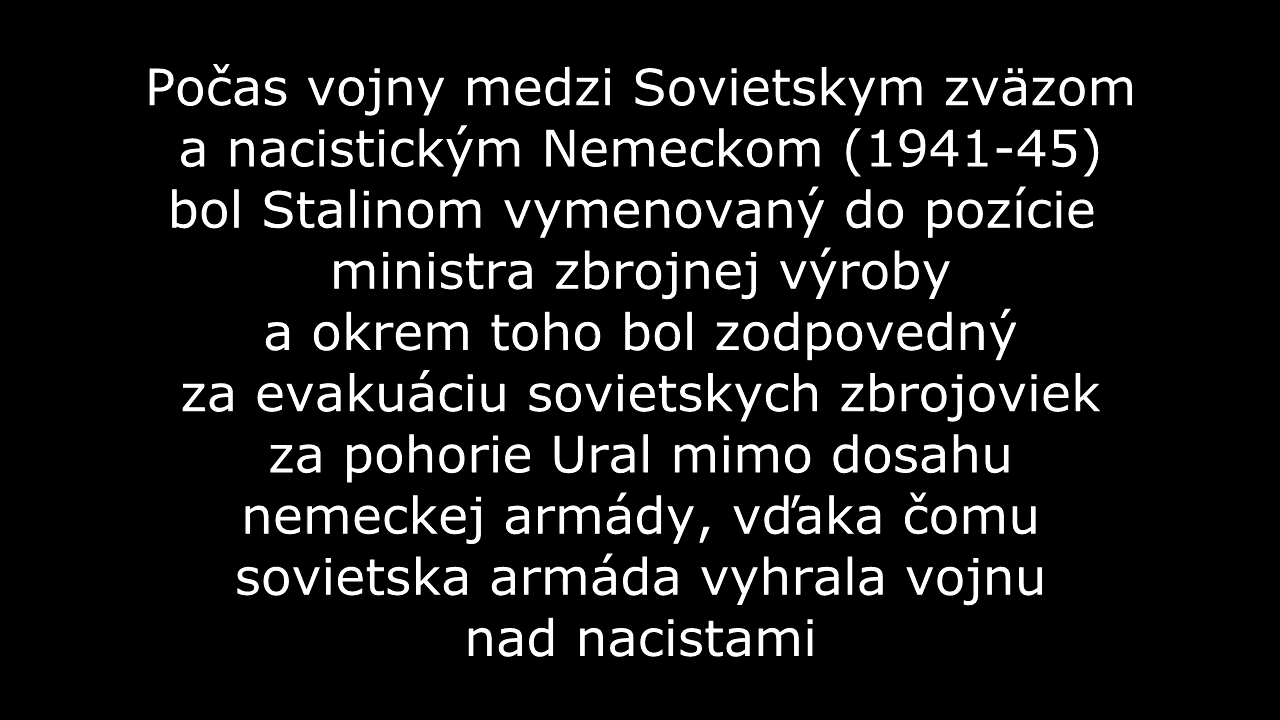 Počas vojny medzi Sovietskym zväzom
a nacistickým Nemeckom (1941-45)
bol Stalinom vymenovaný do pozície
ministra zbrojnej výroby
a okrem toho bol zodpovedný
za evakuáciu sovietskych zbrojoviek
za pohorie Ural mimo dosahu
nemeckej armády, vďaka čomu
sovietska armáda vyhrala vojnu
nad nacistami